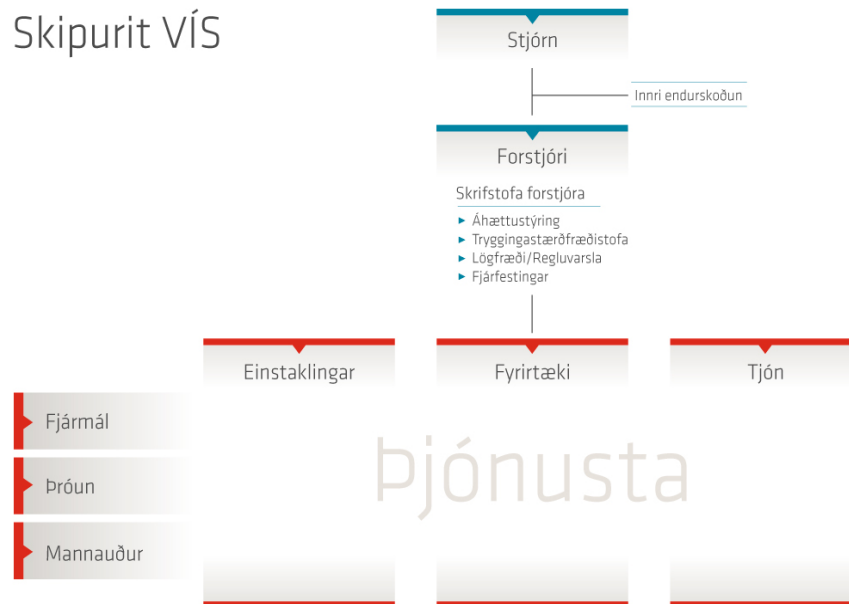 Skipurit VÍS
Stjórn
Innri endurskoðun
Forstjóri
Skrifstofa forstjóra
Áhættustýring
Tryggingastærðfræðistofa
Lögfræði/Regluvarsla
Fjárfestingar
Einstaklingar
Fyrirtæki
Tjón
Fjármál
Þróun
Mannauður
Þjónusta